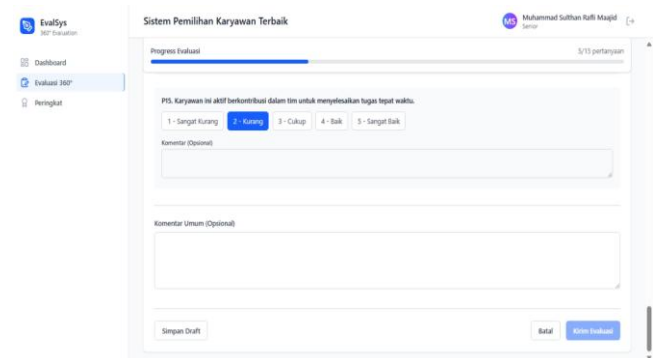 EvalSys
360° Evaluation
Dashboard
Evaluasi 360°
Peringkat
Sistem Pemilihan Karyawan Terbaik
MS
Muhammad Sulthan Raffi Maajid
Senior
Progress Evaluasi
5/15 pertanyaan
P15. Karyawan ini aktif berkontribusi dalam tim untuk menyelesaikan tugas tepat waktu.
1 - Sangat Kurang
2 - Kurang
3 - Cukup
4 - Baik
5 - Sangat Baik
Komentar (Opsional)
Komentar Umum (Opsional)
Simpan Draft
Batal
Kirim Evaluasi